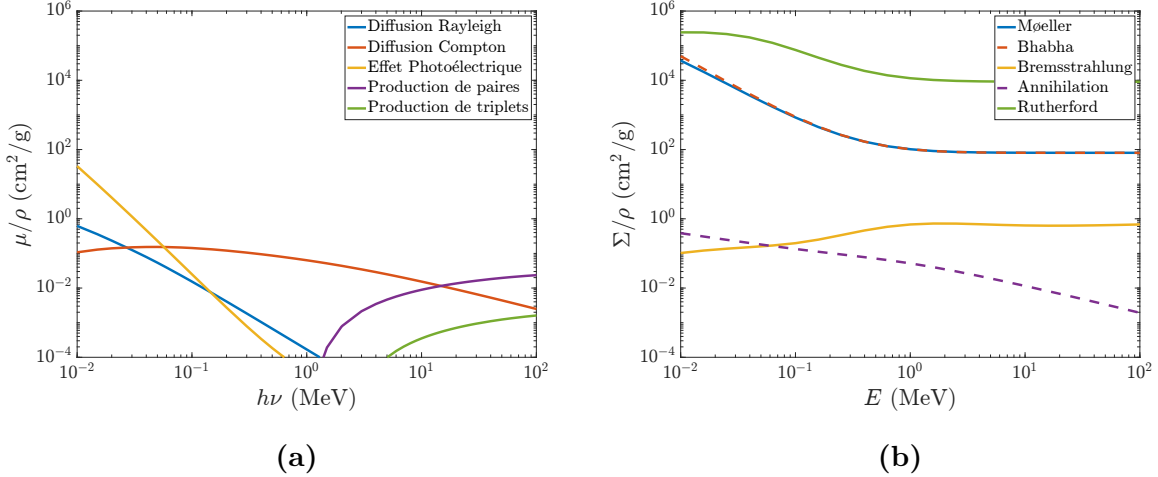 10^6
10^4
10^2
10^0
10^{-2}
10^{-4}
μ/ρ (cm^2/g)
Diffusion Rayleigh
Diffusion Compton
Effet Photoélectrique
Production de paires
Production de triplets
10^{-2} 10^{-1} 10^0 10^1 10^2
hν (MeV)
(a)
10^6
10^4
10^2
10^0
10^{-2}
10^{-4}
Σ/ρ (cm^2/g)
Møeller
Bhabha
Bremsstrahlung
Annihilation
Rutherford
10^{-2} 10^{-1} 10^0 10^1 10^2
E (MeV)
(b)